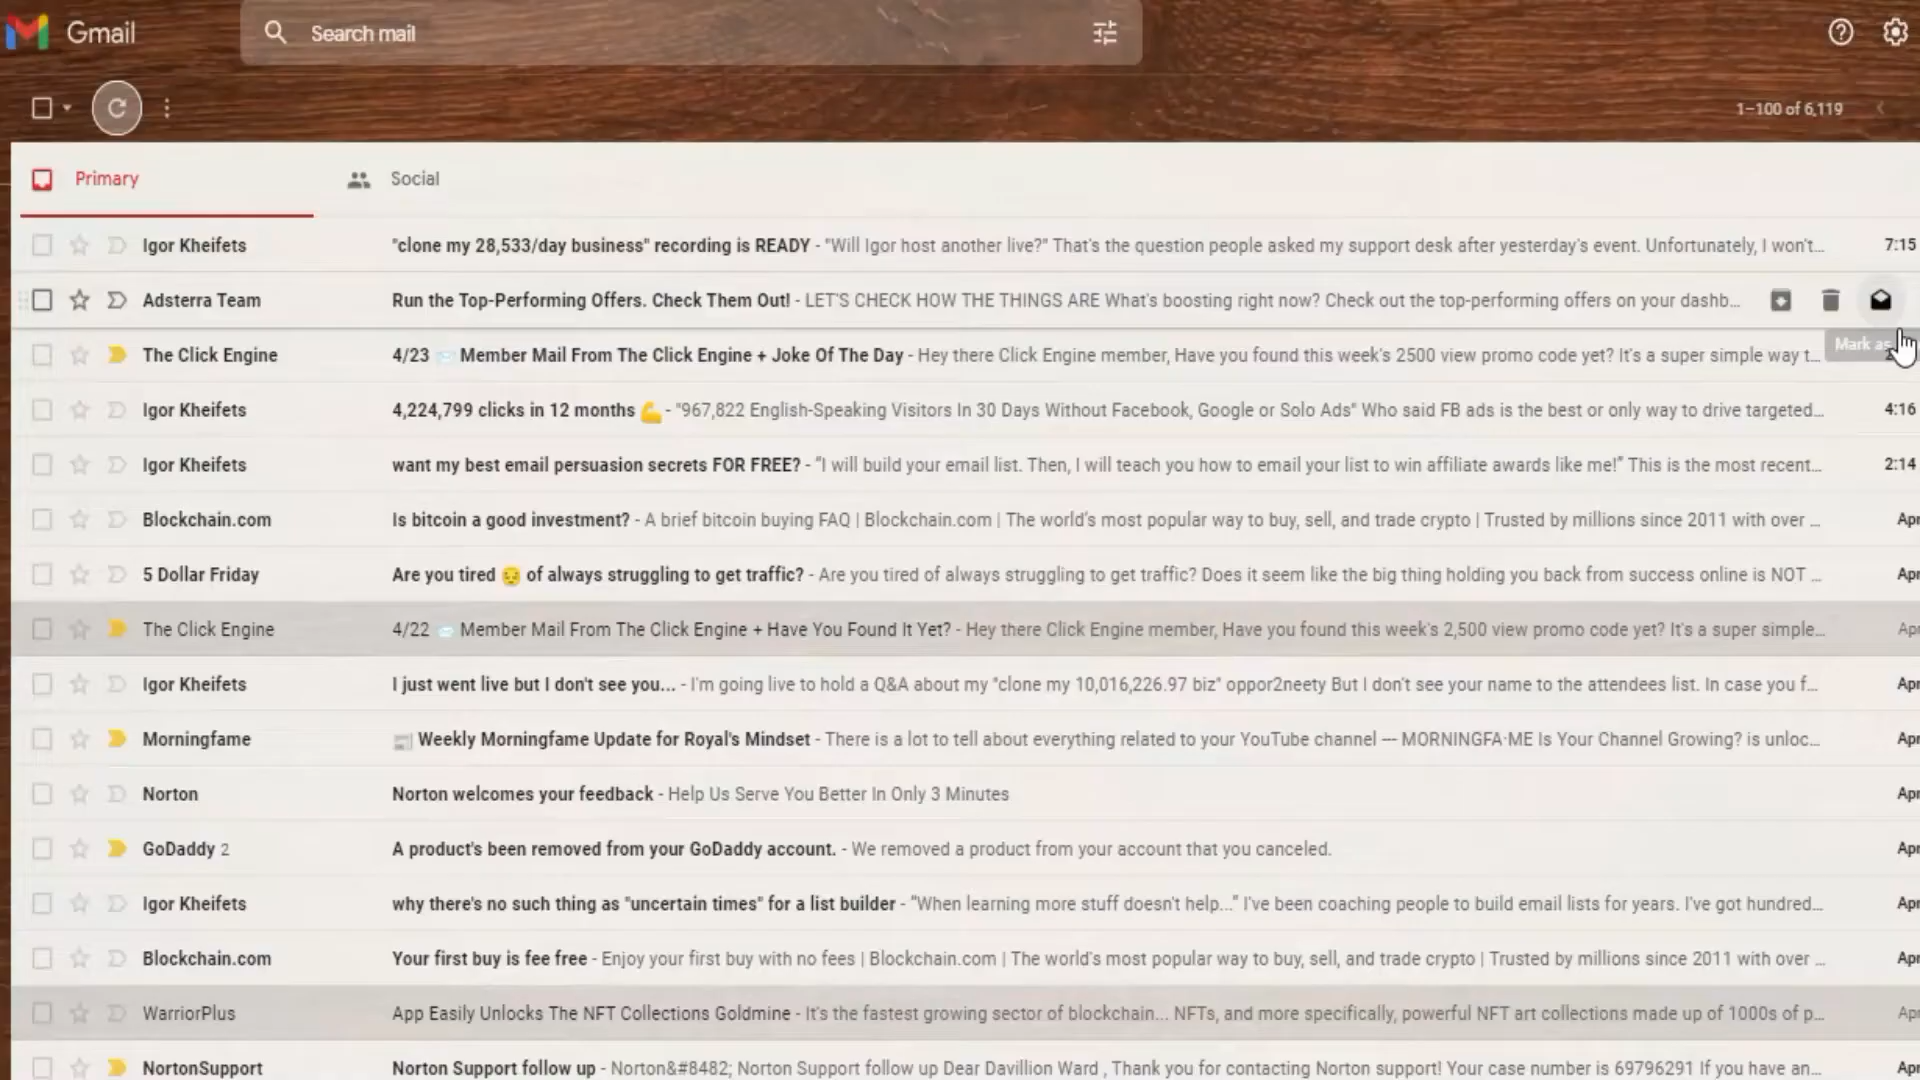 Gmail
Search mail
1–100 of 6,119
Primary
Social
Igor Kheifets "clone my 28,533/day business" recording is READY - "Will Igor host another live?" That's the question people asked my support desk after yesterday's event. Unfortunately, I won't... 7:15
Adsterra Team Run the Top-Performing Offers. Check Them Out! - LET'S CHECK HOW THE THINGS ARE What's boosting right now? Check out the top-performing offers on your dashb...
Mark as
The Click Engine 4/23 📨 Member Mail From The Click Engine + Joke Of The Day - Hey there Click Engine member, Have you found this week's 2500 view promo code yet? It's a super simple way t...
Igor Kheifets 4,224,799 clicks in 12 months 💪 - "967,822 English-Speaking Visitors In 30 Days Without Facebook, Google or Solo Ads" Who said FB ads is the best or only way to drive targeted... 4:16
Igor Kheifets want my best email persuasion secrets FOR FREE? - "I will build your email list. Then, I will teach you how to email your list to win affiliate awards like me!" This is the most recent... 2:14
Blockchain.com Is bitcoin a good investment? - A brief bitcoin buying FAQ | Blockchain.com | The world's most popular way to buy, sell, and trade crypto | Trusted by millions since 2011 with over ... Apr
5 Dollar Friday Are you tired 😔 of always struggling to get traffic? - Are you tired of always struggling to get traffic? Does it seem like the big thing holding you back from success online is NOT ... Apr
The Click Engine 4/22 📨 Member Mail From The Click Engine + Have You Found It Yet? - Hey there Click Engine member, Have you found this week's 2,500 view promo code yet? It's a super simple... Apr
Igor Kheifets I just went live but I don't see you... - I'm going live to hold a Q&A about my "clone my 10,016,226.97 biz" oppor2neety But I don't see your name to the attendees list. In case you f... Apr
Morningfame 📰 Weekly Morningfame Update for Royal's Mindset - There is a lot to tell about everything related to your YouTube channel –– MORNINGFA·ME Is Your Channel Growing? is unloc... Apr
Norton Norton welcomes your feedback - Help Us Serve You Better In Only 3 Minutes Apr
GoDaddy 2 A product's been removed from your GoDaddy account. - We removed a product from your account that you canceled. Apr
Igor Kheifets why there's no such thing as "uncertain times" for a list builder - "When learning more stuff doesn't help..." I've been coaching people to build email lists for years. I've got hundred... Apr
Blockchain.com Your first buy is fee free - Enjoy your first buy with no fees | Blockchain.com | The world's most popular way to buy, sell, and trade crypto | Trusted by millions since 2011 with over ... Apr
WarriorPlus App Easily Unlocks The NFT Collections Goldmine - It's the fastest growing sector of blockchain... NFTs, and more specifically, powerful NFT art collections made up of 1000s of p... Apr
NortonSupport Norton Support follow up - Norton&#8482; Norton Support follow up Dear Davillion Ward , Thank you for contacting Norton support! Your case number is 69796291 If you have an... Apr